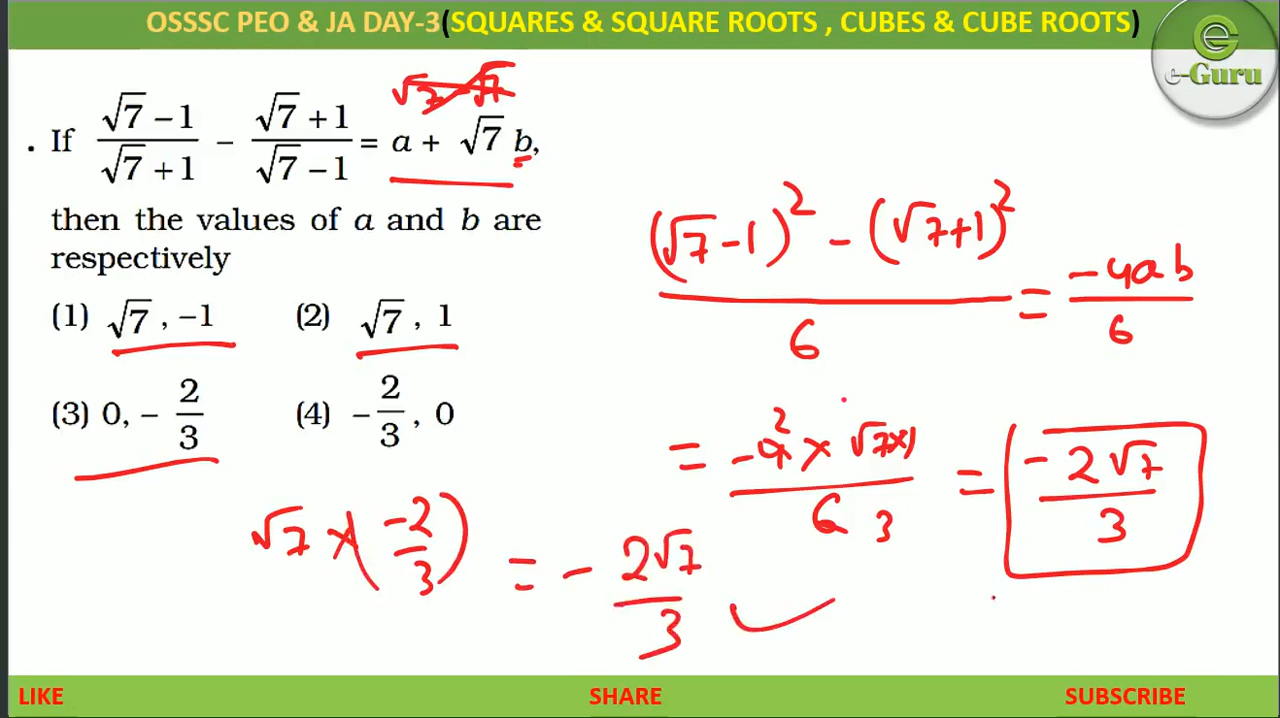 OSSSC PEO & JA DAY-3(SQUARES & SQUARE ROOTS , CUBES & CUBE ROOTS)
e-Guru
. If (√7 −1)/(√7 +1) − (√7 +1)/(√7 −1) = a + √7 b,
then the values of a and b are
respectively
(1) √7 , −1 (2) √7 , 1
(3) 0, − 2/3 (4) − 2/3 , 0
((√7-1)² - (√7+1)²)/6 = -4ab/6
= (-4² × √7×1)/(6 3) = -2√7/3
√7 × (-2/3) = - 2√7/3
LIKE SHARE SUBSCRIBE